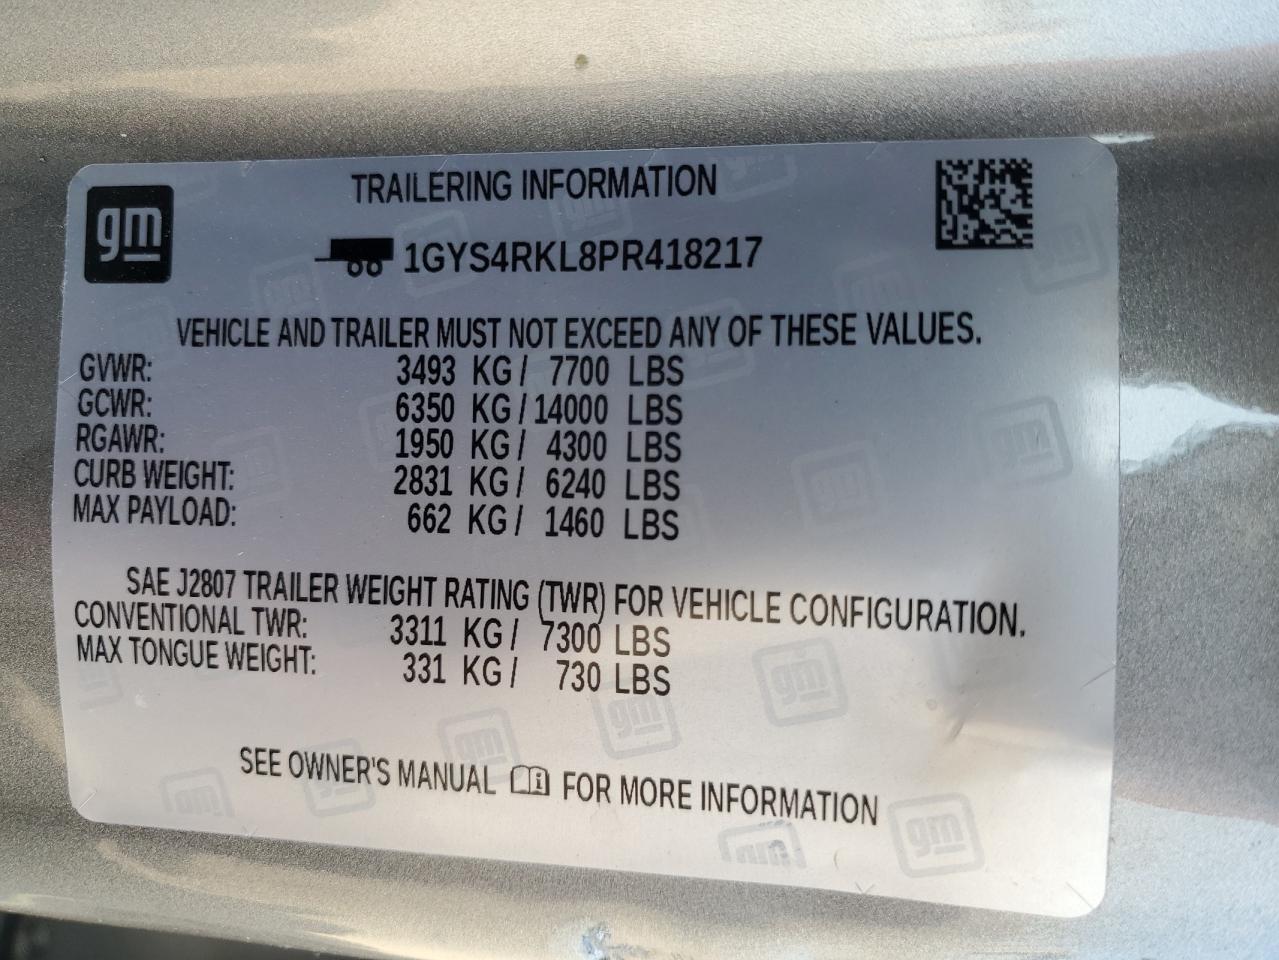 gm
TRAILERING INFORMATION
1GYS4RKL8PR418217
VEHICLE AND TRAILER MUST NOT EXCEED ANY OF THESE VALUES.
GVWR: 3493 KG / 7700 LBS
GCWR: 6350 KG / 14000 LBS
RGAWR: 1950 KG / 4300 LBS
CURB WEIGHT: 2831 KG / 6240 LBS
MAX PAYLOAD: 662 KG / 1460 LBS
SAE J2807 TRAILER WEIGHT RATING (TWR) FOR VEHICLE CONFIGURATION.
CONVENTIONAL TWR: 3311 KG / 7300 LBS
MAX TONGUE WEIGHT: 331 KG / 730 LBS
SEE OWNER'S MANUAL i FOR MORE INFORMATION